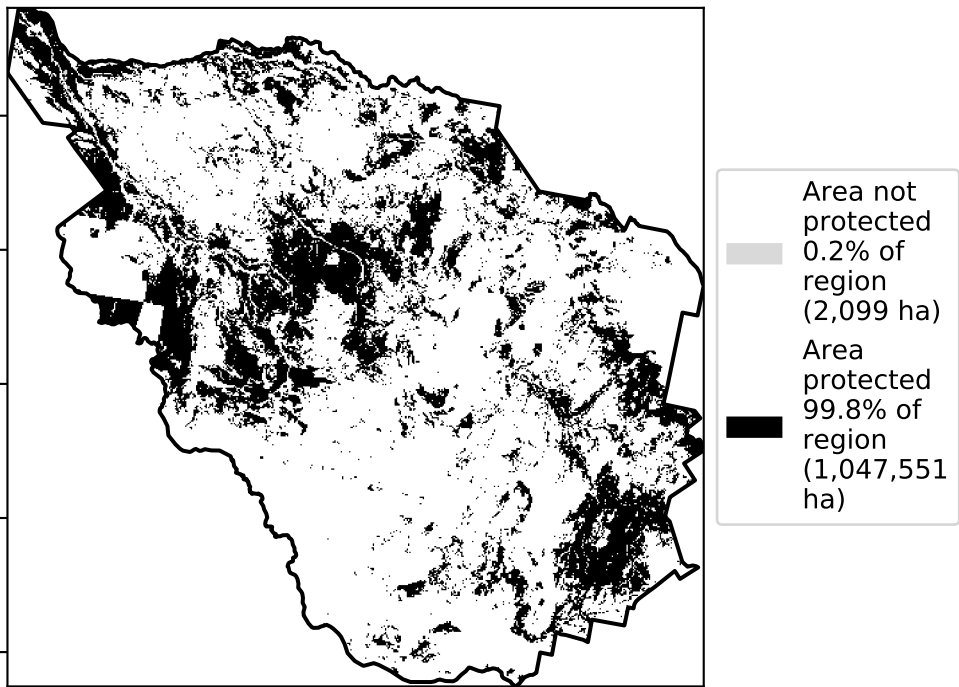 Area not
protected
0.2% of
region
(2,099 ha)
Area
protected
99.8% of
region
(1,047,551
ha)